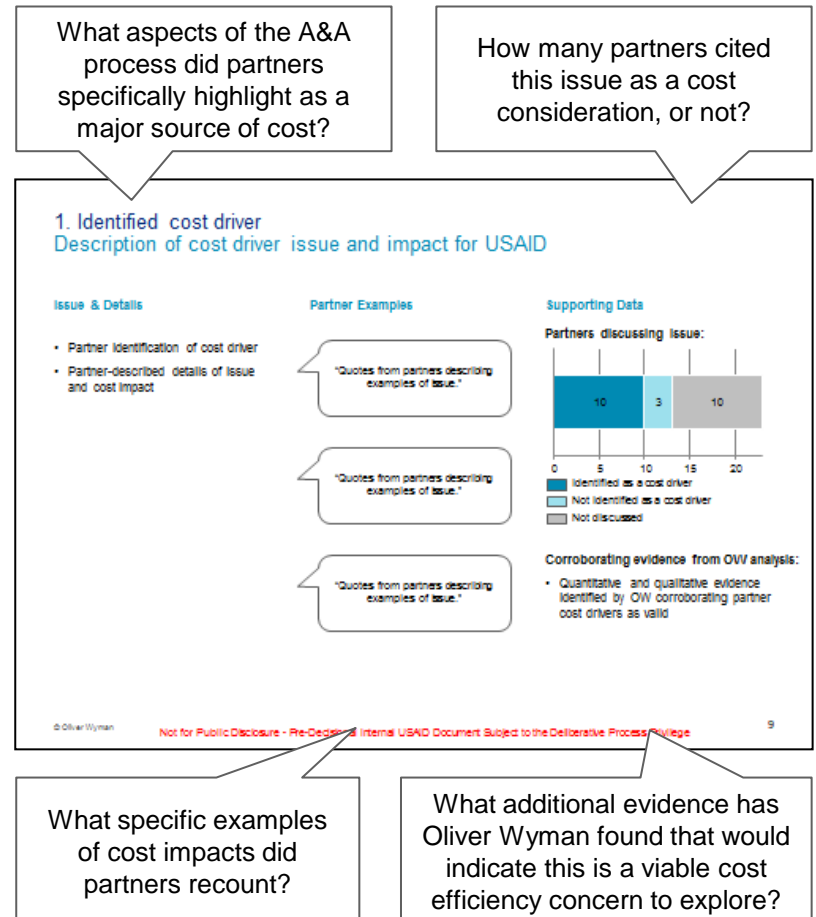 What aspects of the A&A
process did partners
specifically highlight as a
major source of cost?
How many partners cited
this issue as a cost
consideration, or not?
1. Identified cost driver
Description of cost driver issue and impact for USAID
Issue & Details
• Partner identification of cost driver
• Partner-described details of issue
and cost impact
Partner Examples
"Quotes from partners describing
examples of issue."
"Quotes from partners describing
examples of issue."
"Quotes from partners describing
examples of issue."
Supporting Data
Partners discussing issue:
10 3 10
0 5 10 15 20
Identified as a cost driver
Not identified as a cost driver
Not discussed
Corroborating evidence from OW analysis:
• Quantitative and qualitative evidence
identified by OW corroborating partner
cost drivers as valid
© Oliver Wyman
Not for Public Disclosure - Pre-Decisional Internal USAID Document Subject to the Deliberative Process Privilege
9
What specific examples
of cost impacts did
partners recount?
What additional evidence has
Oliver Wyman found that would
indicate this is a viable cost
efficiency concern to explore?